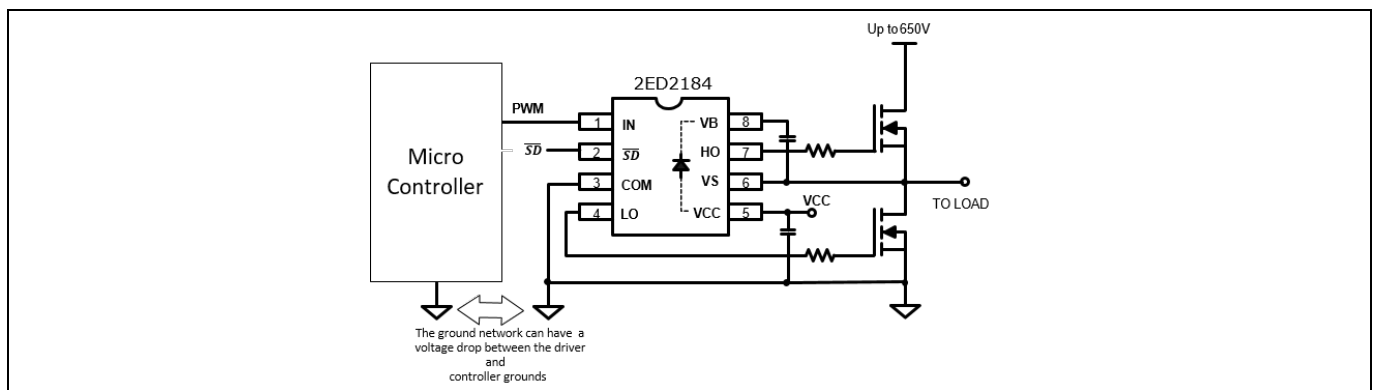 Up to 650V
2ED2184
PWM
Micro
Controller
1 IN VB 8
SD 2 SD HO 7
3 COM VS 6
4 LO VCC 5
VCC
TO LOAD
The ground network can have a
voltage drop between the driver
and
controller grounds